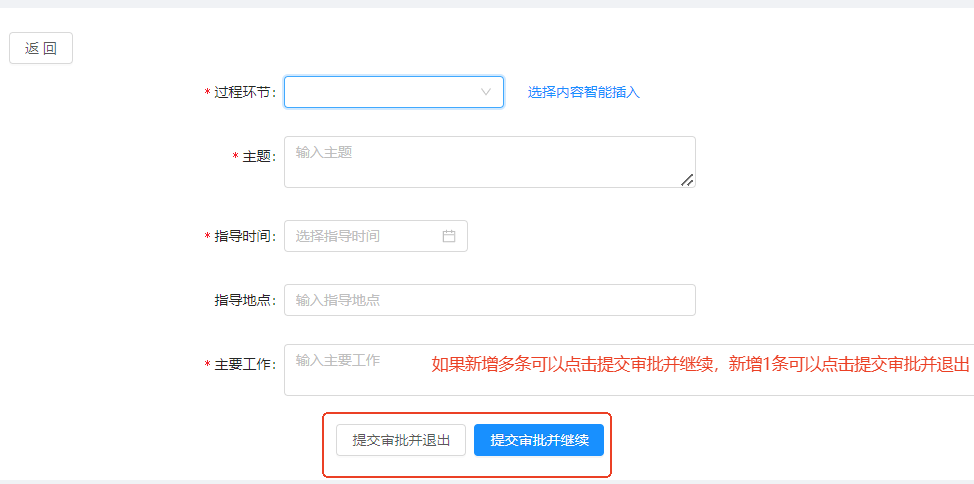 返 回
* 过程环节: 选择内容智能插入
* 主题: 输入主题
* 指导时间: 选择指导时间
指导地点: 输入指导地点
* 主要工作: 输入主要工作 如果新增多条可以点击提交审批并继续，新增1条可以点击提交审批并退出
提交审批并退出 提交审批并继续